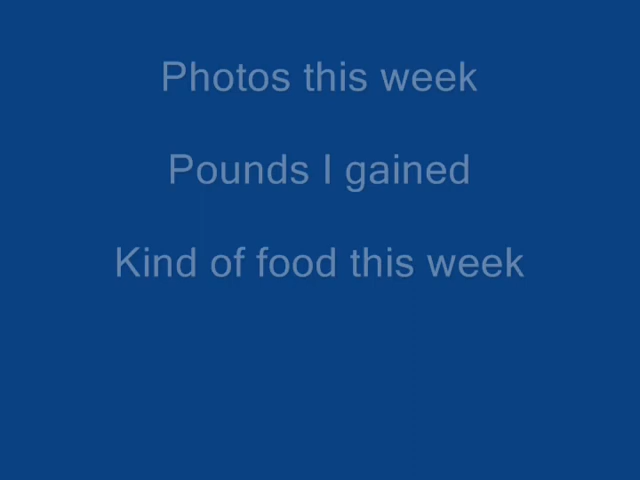 Photos this week
Pounds I gained
Kind of food this week